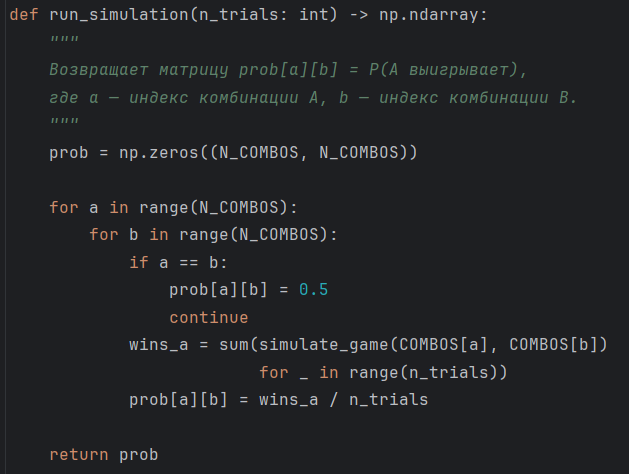 def run_simulation(n_trials: int) -> np.ndarray:
    """
    Возвращает матрицу prob[a][b] = P(A выигрывает),
    где a — индекс комбинации A, b — индекс комбинации B.
    """
    prob = np.zeros((N_COMBOS, N_COMBOS))

    for a in range(N_COMBOS):
        for b in range(N_COMBOS):
            if a == b:
                prob[a][b] = 0.5
                continue
            wins_a = sum(simulate_game(COMBOS[a], COMBOS[b])
                         for _ in range(n_trials))
            prob[a][b] = wins_a / n_trials

    return prob